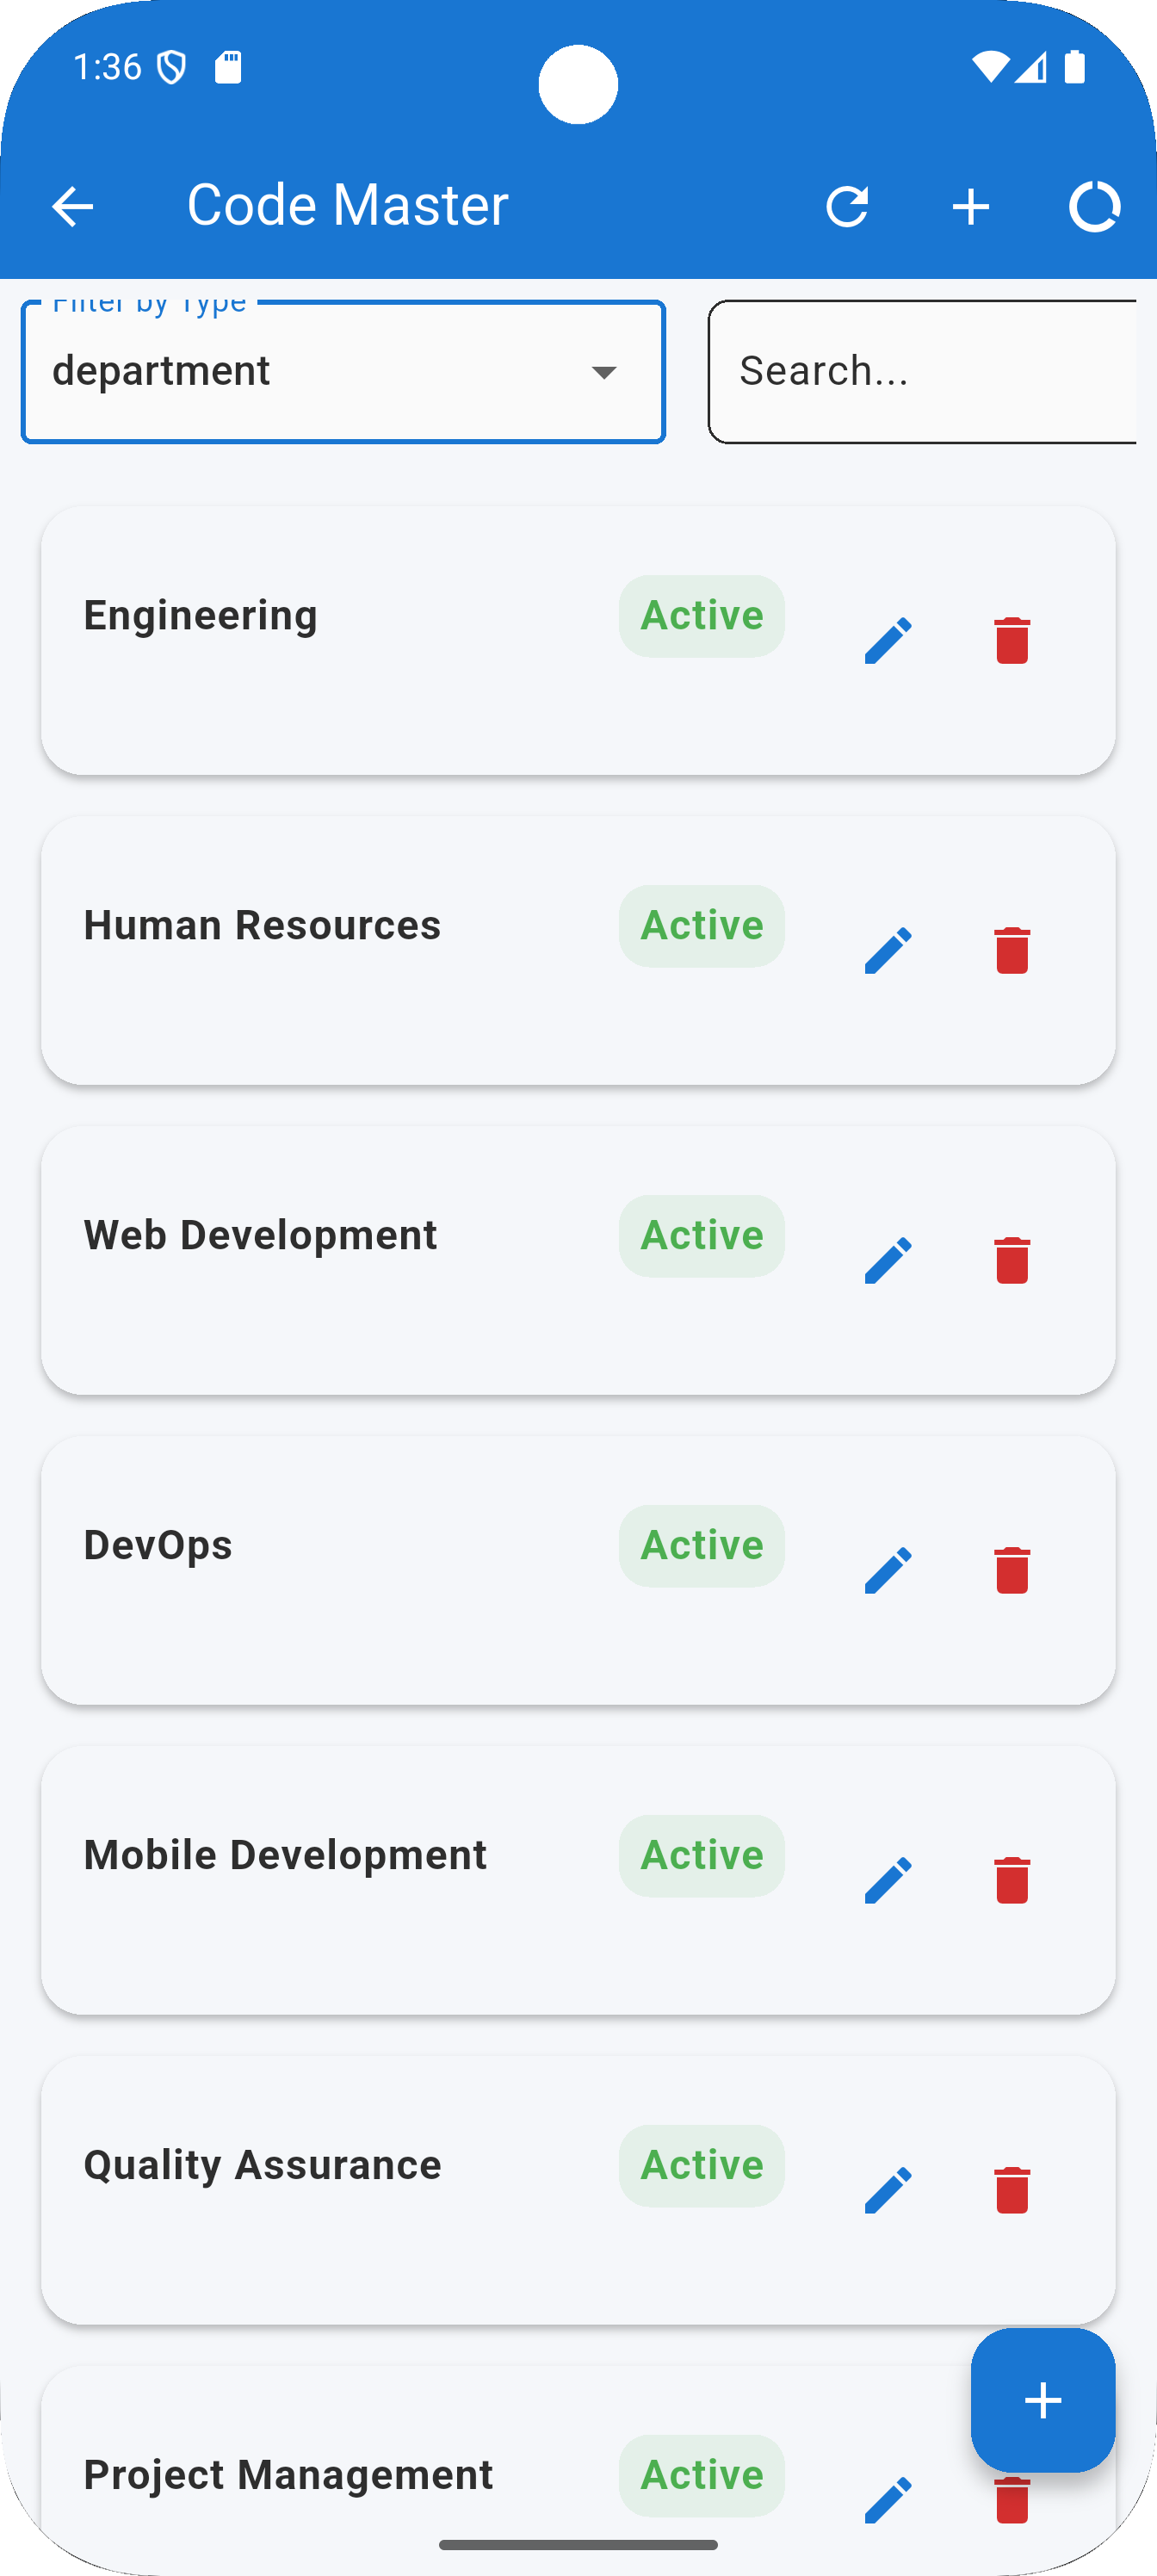 1:36
Code Master
Filter by Type
department
Search...
Engineering
Active
Human Resources
Active
Web Development
Active
DevOps
Active
Mobile Development
Active
Quality Assurance
Active
Project Management
Active